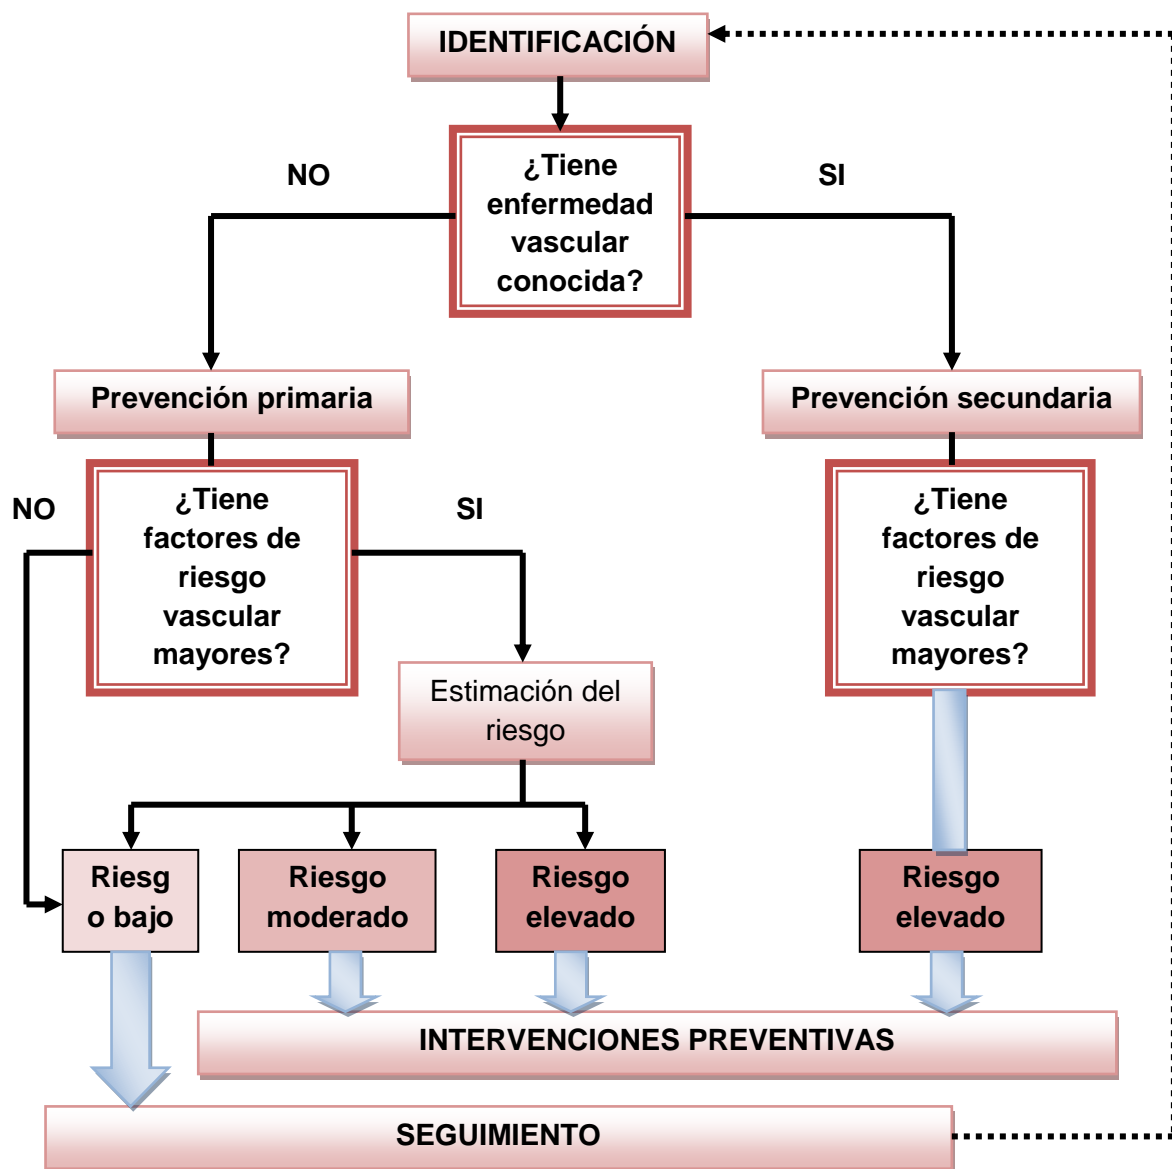 IDENTIFICACIÓN
NO
SI
¿Tiene
enfermedad
vascular
conocida?
Prevención primaria
Prevención secundaria
NO
¿Tiene
factores de
riesgo
vascular
mayores?
SI
¿Tiene
factores de
riesgo
vascular
mayores?
Estimación del
riesgo
Riesg
o bajo
Riesgo
moderado
Riesgo
elevado
Riesgo
elevado
INTERVENCIONES PREVENTIVAS
SEGUIMIENTO